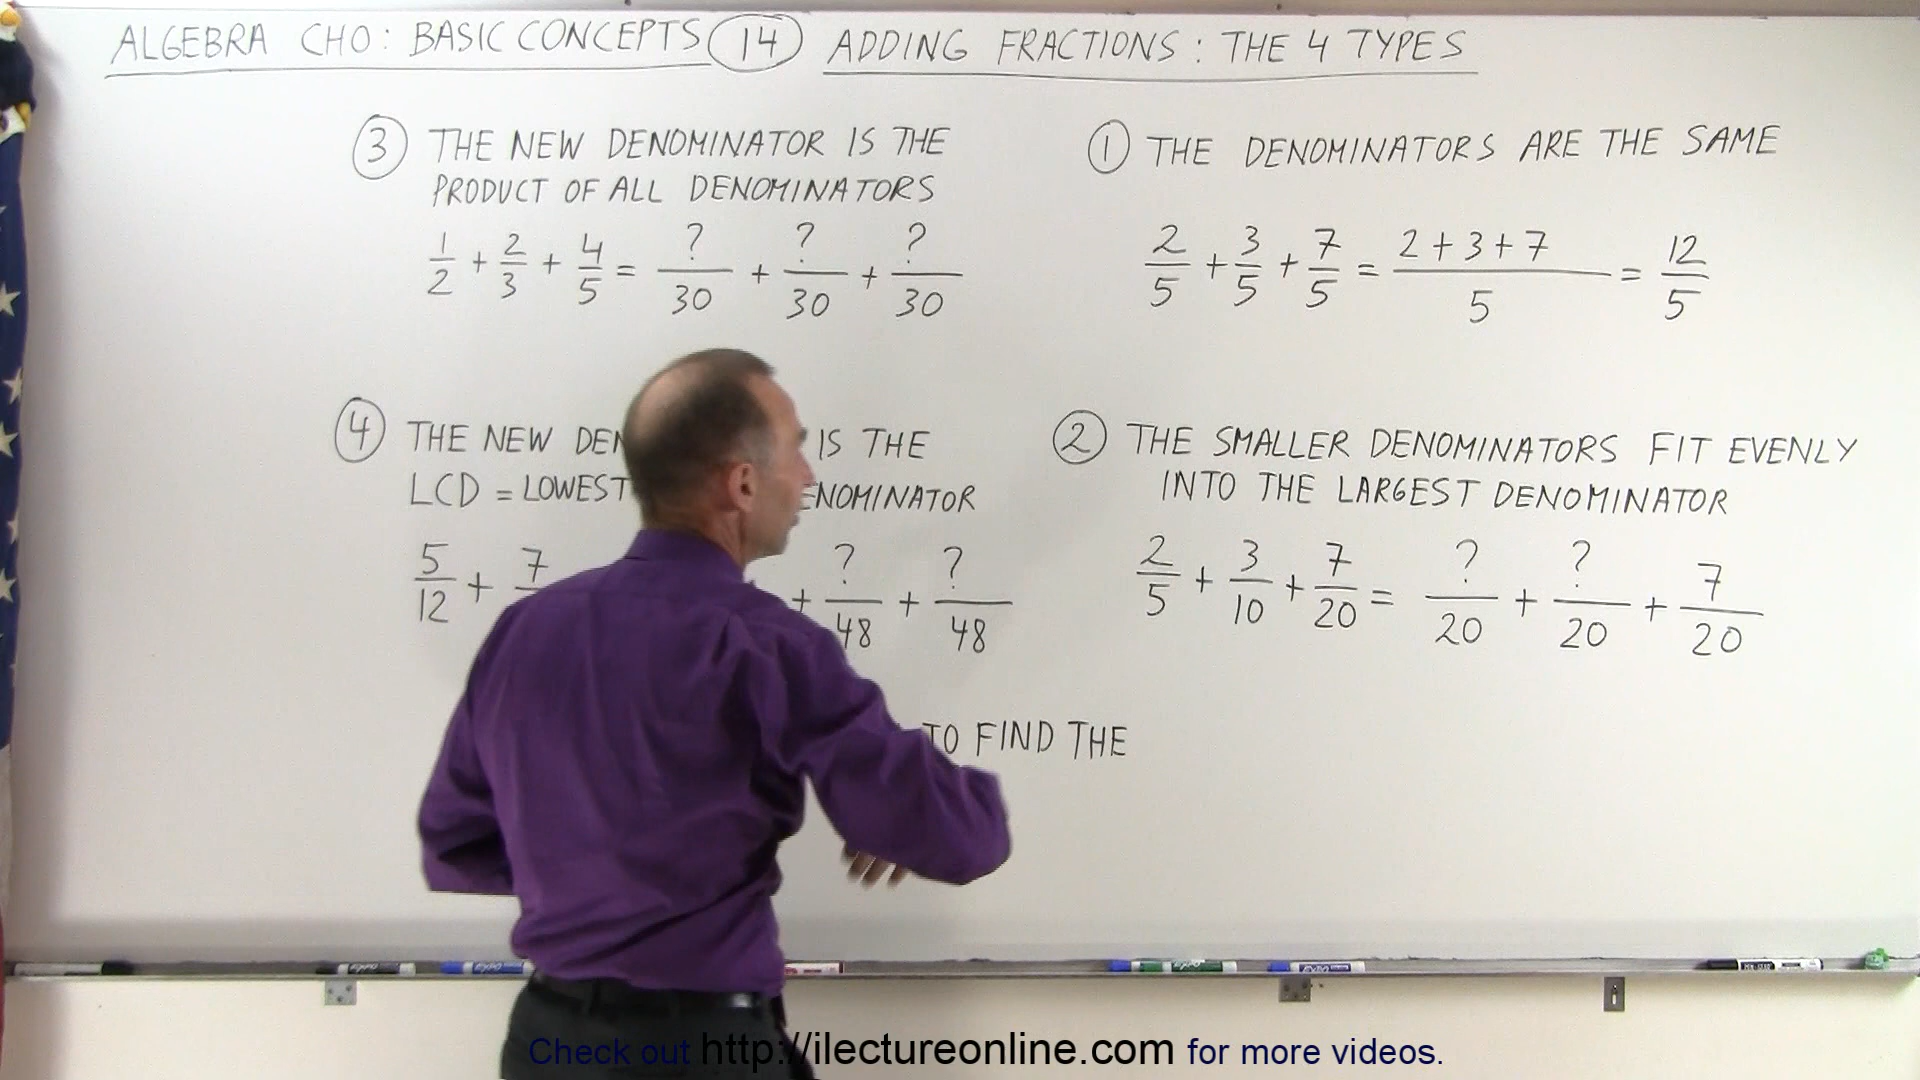 ALGEBRA CH0: BASIC CONCEPTS 14 ADDING FRACTIONS: THE 4 TYPES
3 THE NEW DENOMINATOR IS THE
PRODUCT OF ALL DENOMINATORS
1/2 + 2/3 + 4/5 = ?/30 + ?/30 + ?/30
1 THE DENOMINATORS ARE THE SAME
2/5 + 3/5 + 7/5 = (2+3+7)/5 = 12/5
4 THE NEW IS THE
LCD = LOWEST
5/12 + 7 + ?/48 + ?/48
2 THE SMALLER DENOMINATORS FIT EVENLY
INTO THE LARGEST DENOMINATOR
2/5 + 3/10 + 7/20 = ?/20 + ?/20 + 7/20
TO FIND THE
Check out http://ilectureonline.com for more videos.